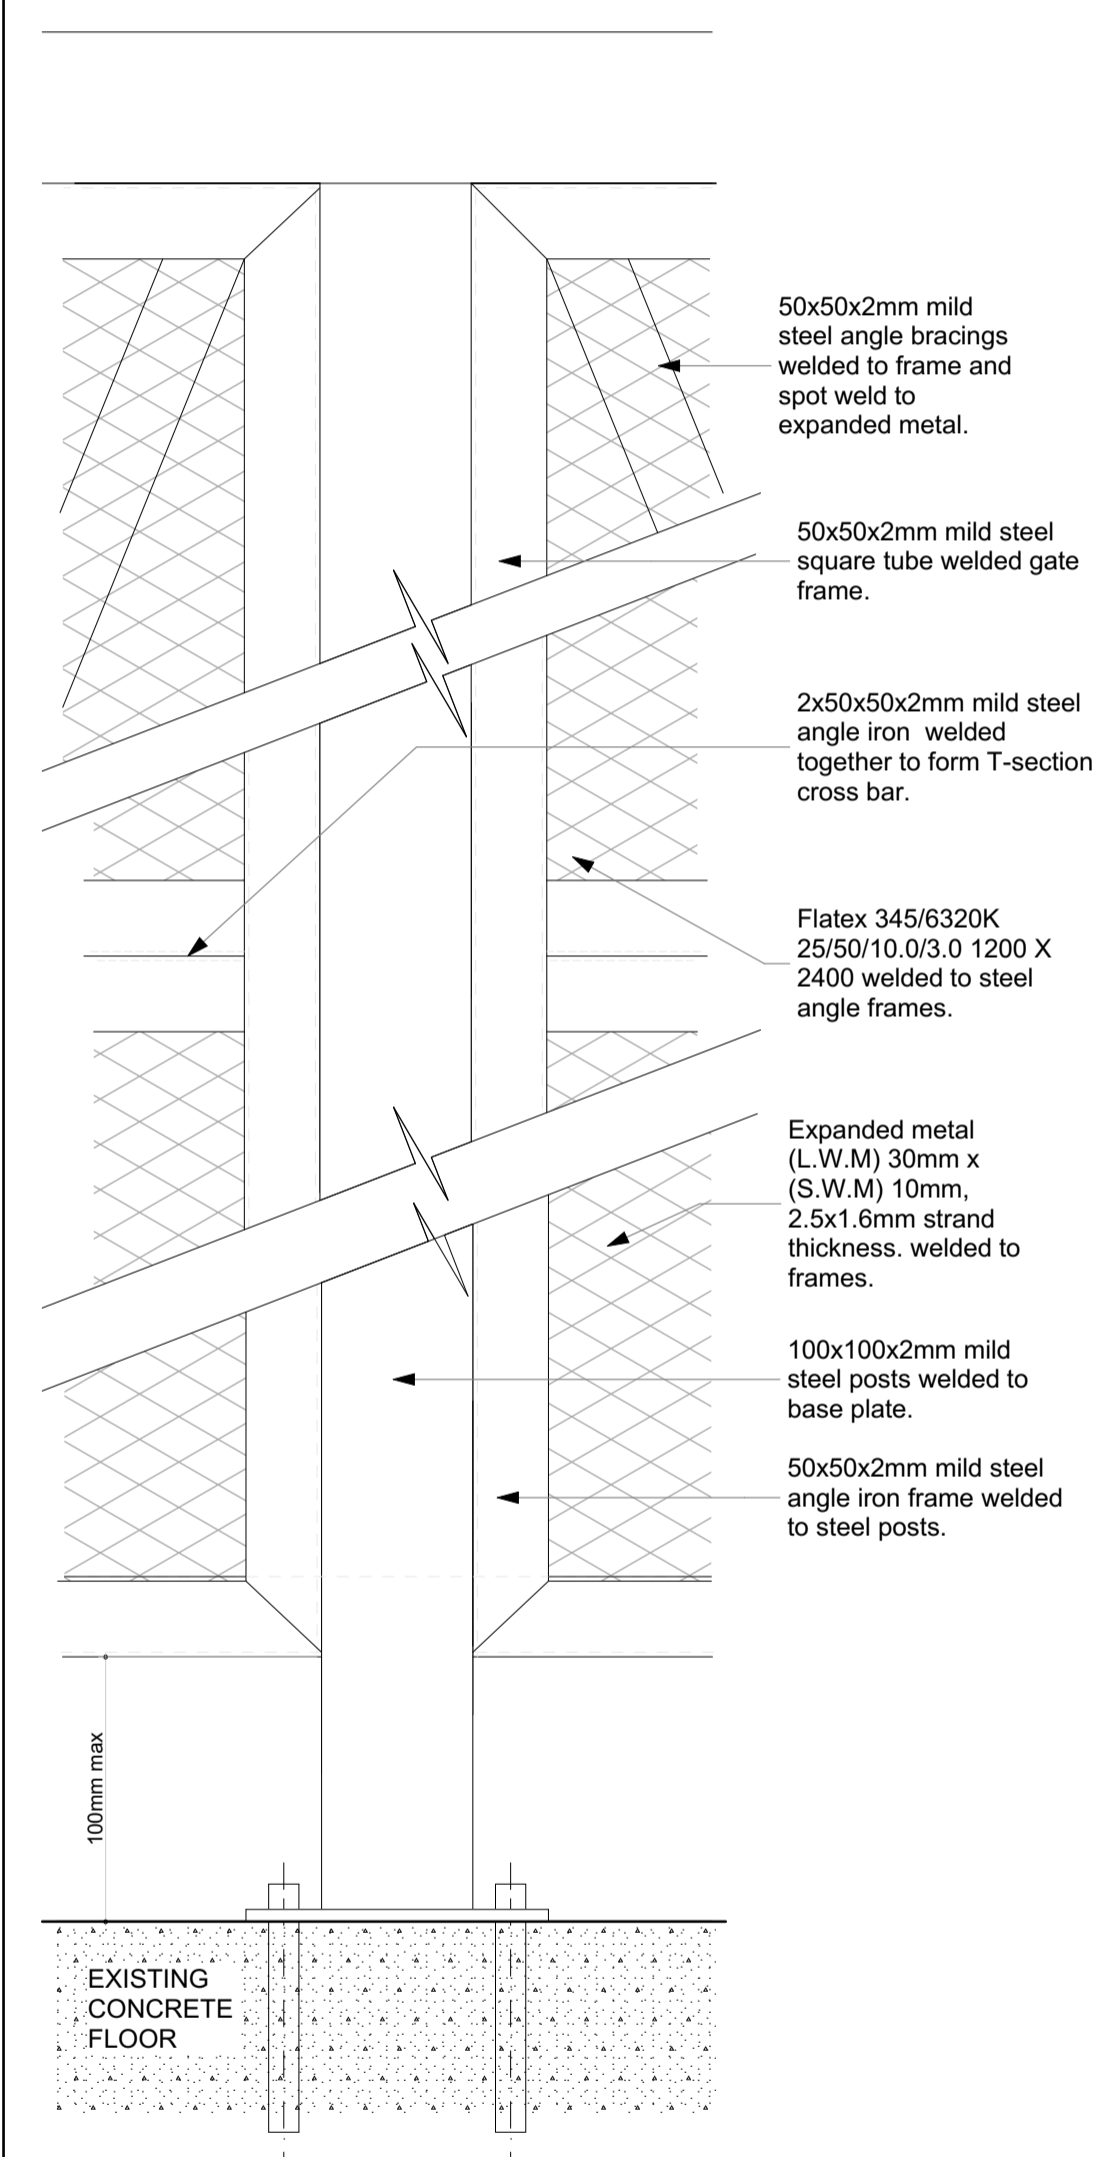 50x50x2mm mild
steel angle bracings
welded to frame and
spot weld to
expanded metal.
50x50x2mm mild steel
square tube welded gate
frame.
2x50x50x2mm mild steel
angle iron welded
together to form T-section
cross bar.
Flatex 345/6320K
25/50/10.0/3.0 1200 X
2400 welded to steel
angle frames.
Expanded metal
(L.W.M) 30mm x
(S.W.M) 10mm,
2.5x1.6mm strand
thickness. welded to
frames.
100x100x2mm mild
steel posts welded to
base plate.
50x50x2mm mild steel
angle iron frame welded
to steel posts.
100mm max
EXISTING
CONCRETE
FLOOR